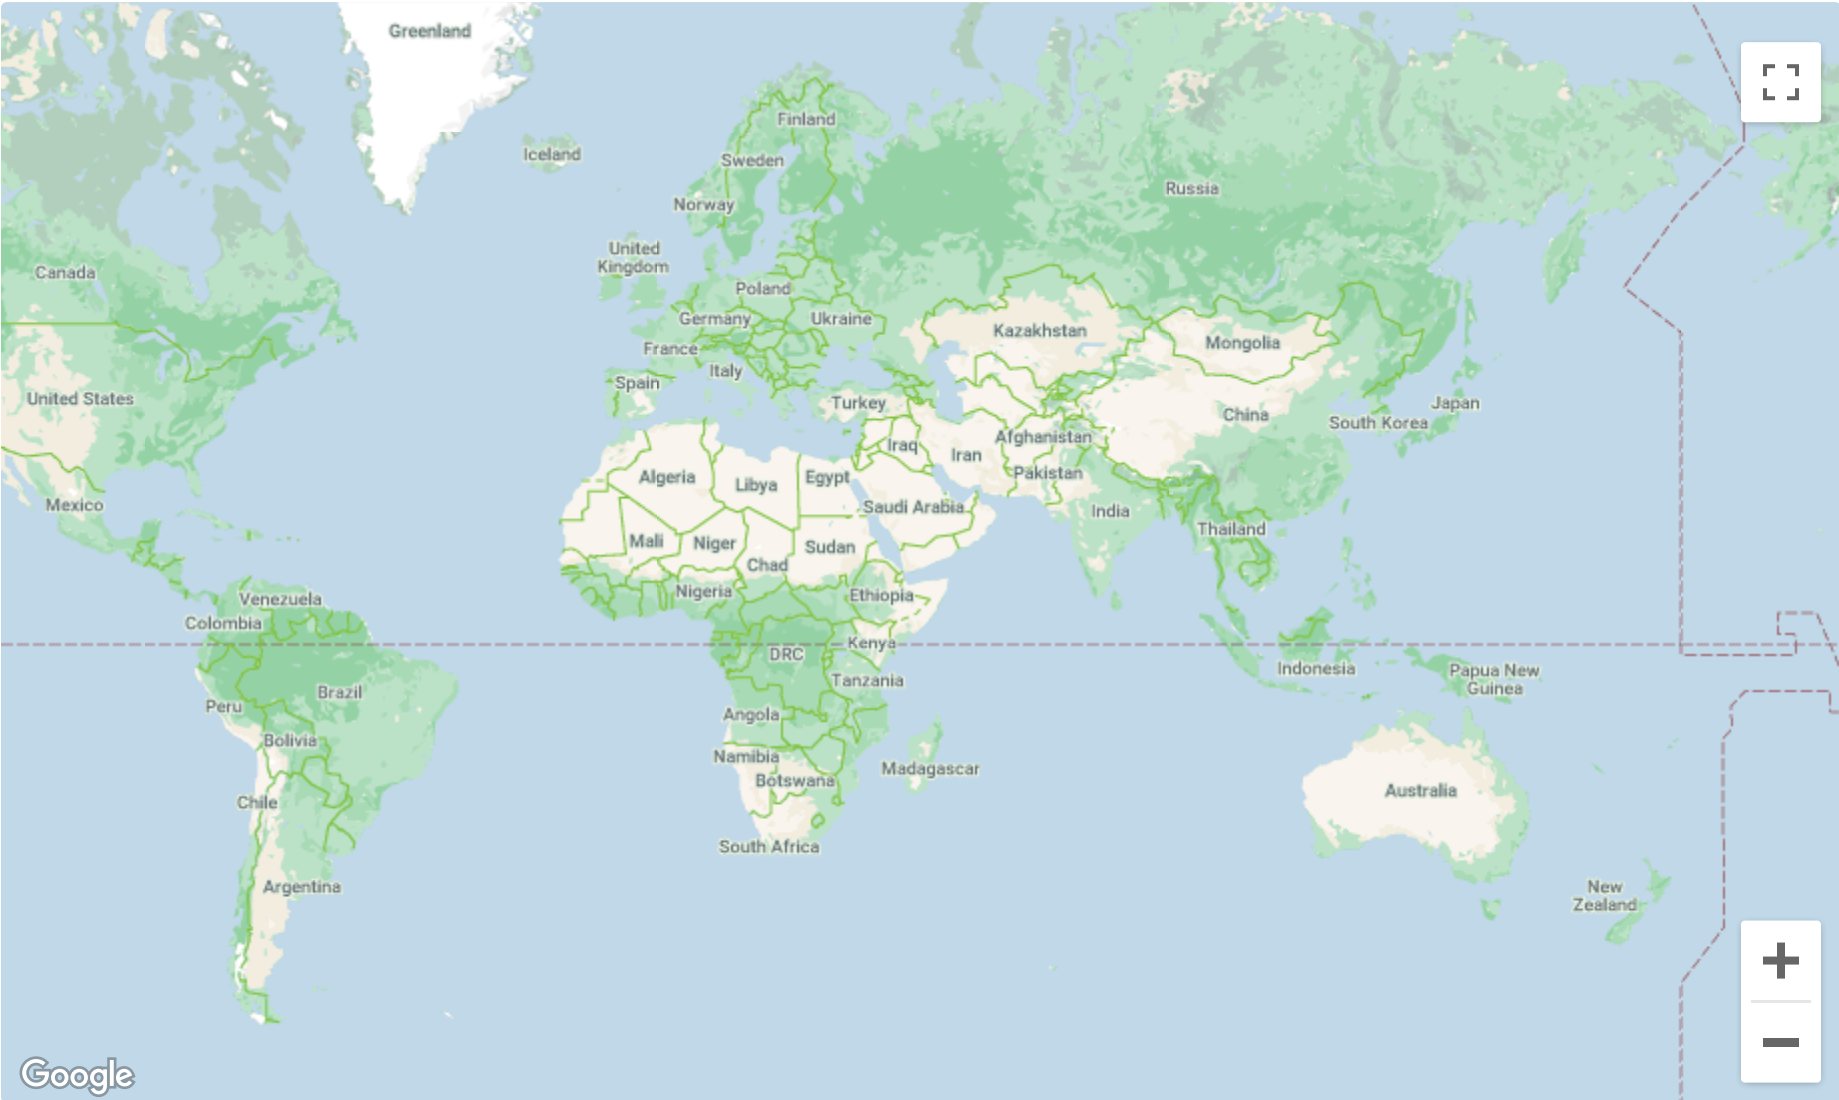 Greenland
Finland
Iceland
Sweden
Russia
Norway
United
Kingdom
Canada
Poland
Germany
Ukraine
Kazakhstan
Mongolia
France
Italy
Spain
United States
Turkey
Japan
China
South Korea
Afghanistan
Iraq
Iran
Pakistan
Algeria
Libya
Egypt
Mexico
Saudi Arabia
India
Thailand
Mali
Niger
Sudan
Chad
Nigeria
Ethiopia
Venezuela
Colombia
Kenya
DRC
Indonesia
Papua New
Guinea
Tanzania
Brazil
Peru
Angola
Bolivia
Namibia
Madagascar
Botswana
Australia
Chile
South Africa
Argentina
New
Zealand
Google